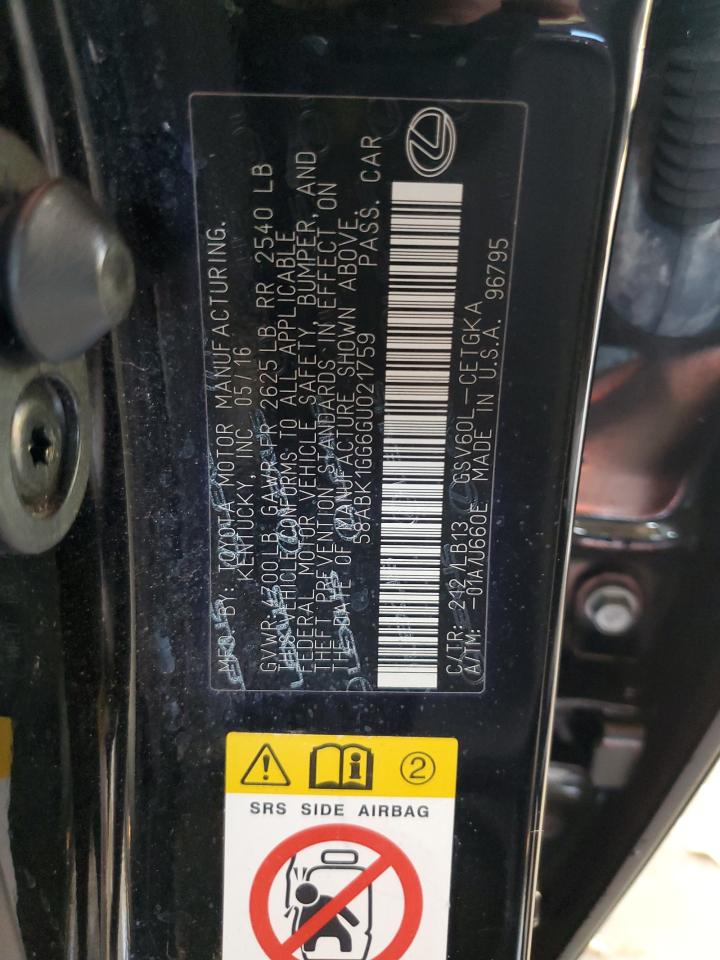 MFD. BY: TOYOTA MOTOR MANUFACTURING.
KENTUCKY, INC 05/16
GVWR: 4700LB GAWR FR 2625LB RR 2540 LB
THIS VEHICLE CONFORMS TO ALL APPLICABLE
FEDERAL MOTOR VEHICLE SAFETY, BUMPER, AND
THEFT PREVENTION STANDARDS IN EFFECT ON
THE DATE OF MANUFACTURE SHOWN ABOVE.
58ABK1GG6GU021759 PASS. CAR
C/TR: 212/LB13 GSV60L-CETGKA
A/TM: -01A/U660E MADE IN U.S.A. 96795
2
SRS SIDE AIRBAG